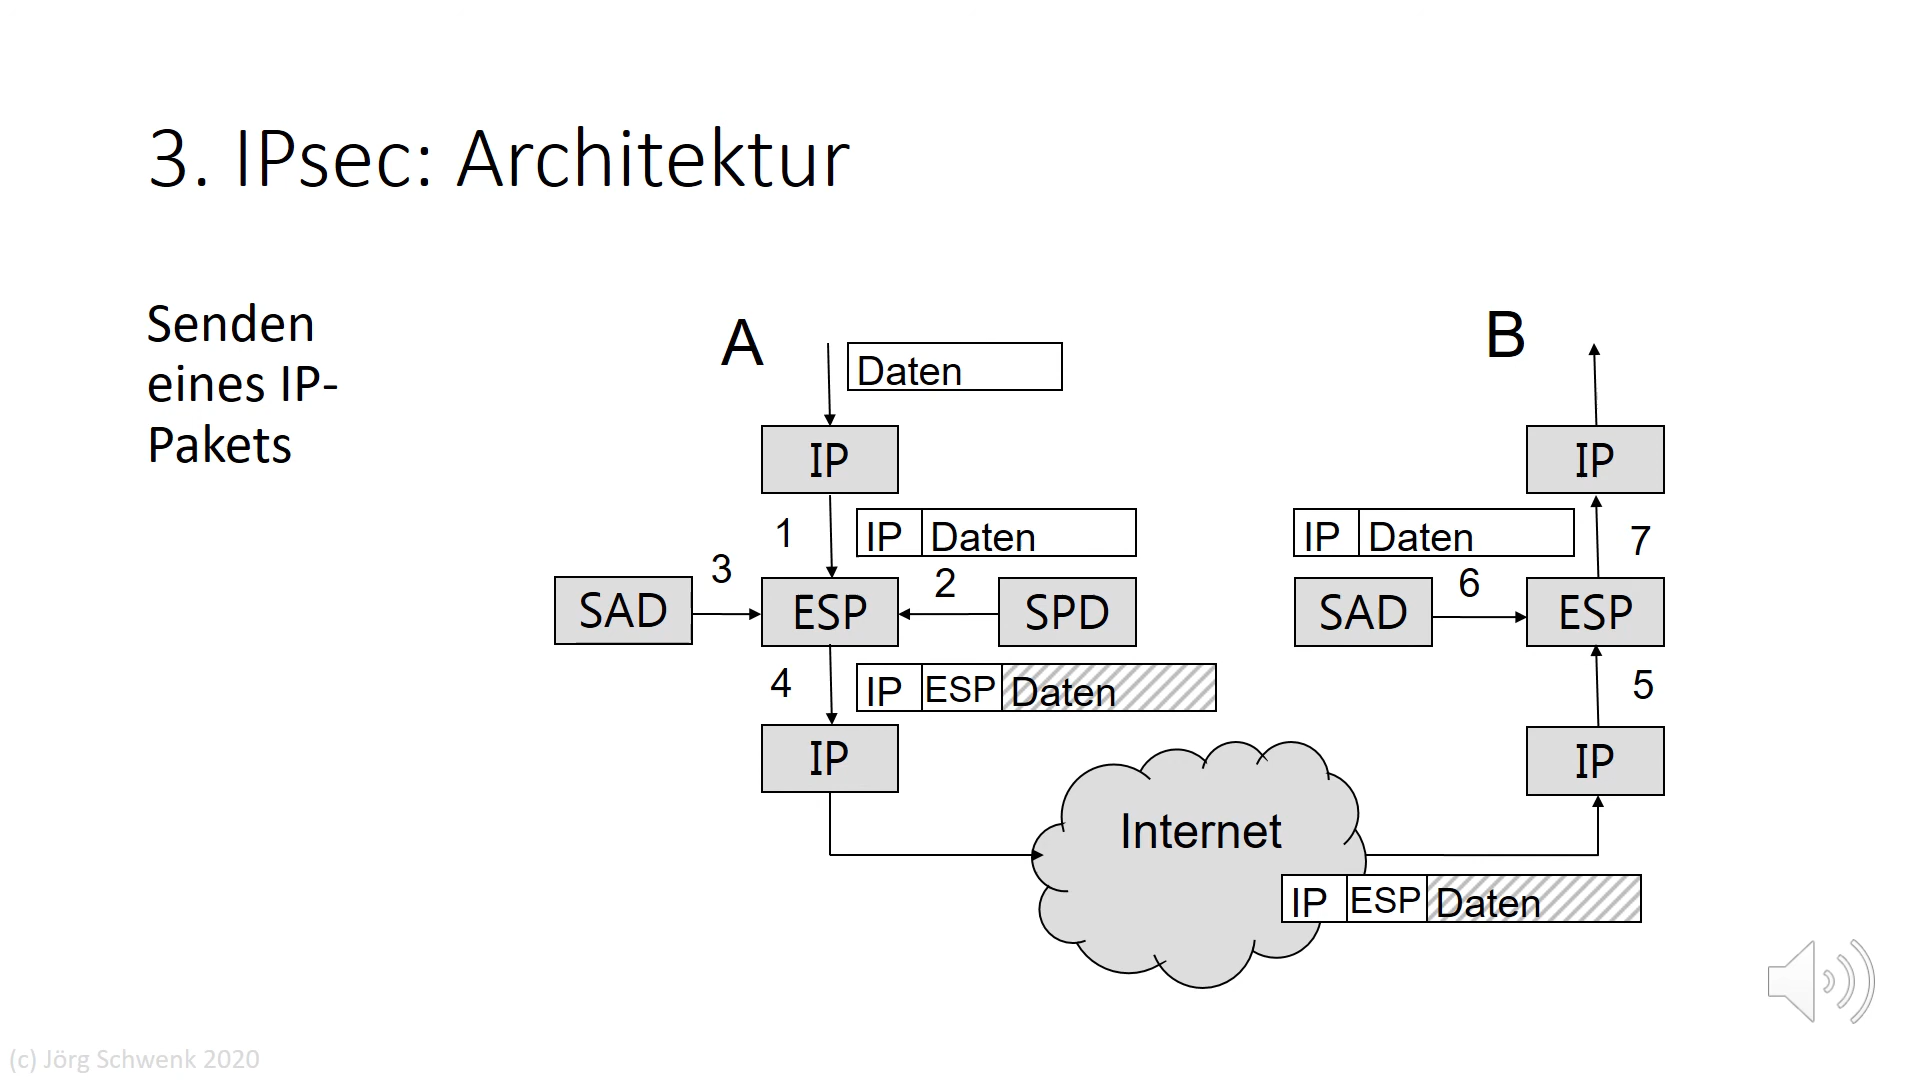 3. IPsec: Architektur
Senden
eines IP-
Pakets
A
Daten
IP
1
IP Daten
SAD
3
ESP
2
SPD
4
IP ESP Daten
IP
Internet
IP ESP Daten
B
IP
IP Daten
7
SAD
6
ESP
5
IP
(c) Jörg Schwenk 2020